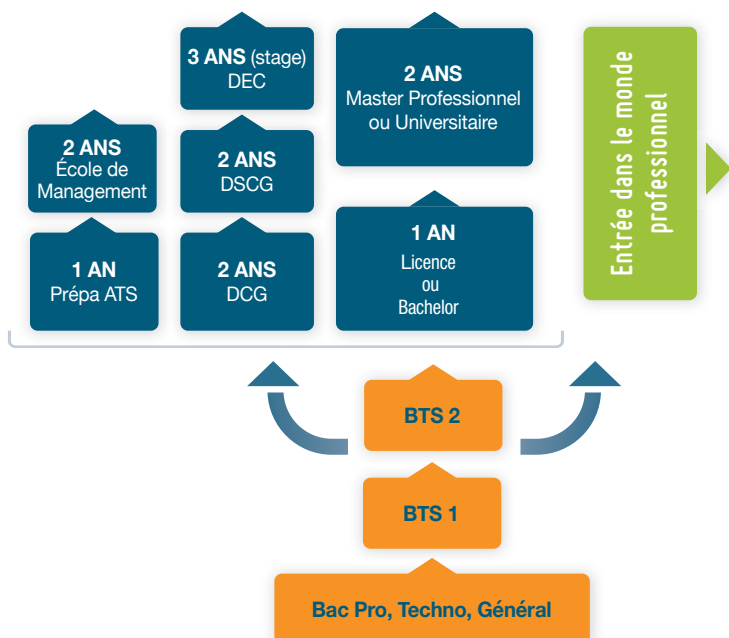 3 ANS (stage)
DEC
2 ANS
Master Professionnel
ou Universitaire
2 ANS
École de
Management
2 ANS
DSCG
1 AN
Prépa ATS
2 ANS
DCG
1 AN
Licence
ou
Bachelor
Entrée dans le monde
professionnel
BTS 2
BTS 1
Bac Pro, Techno, Général